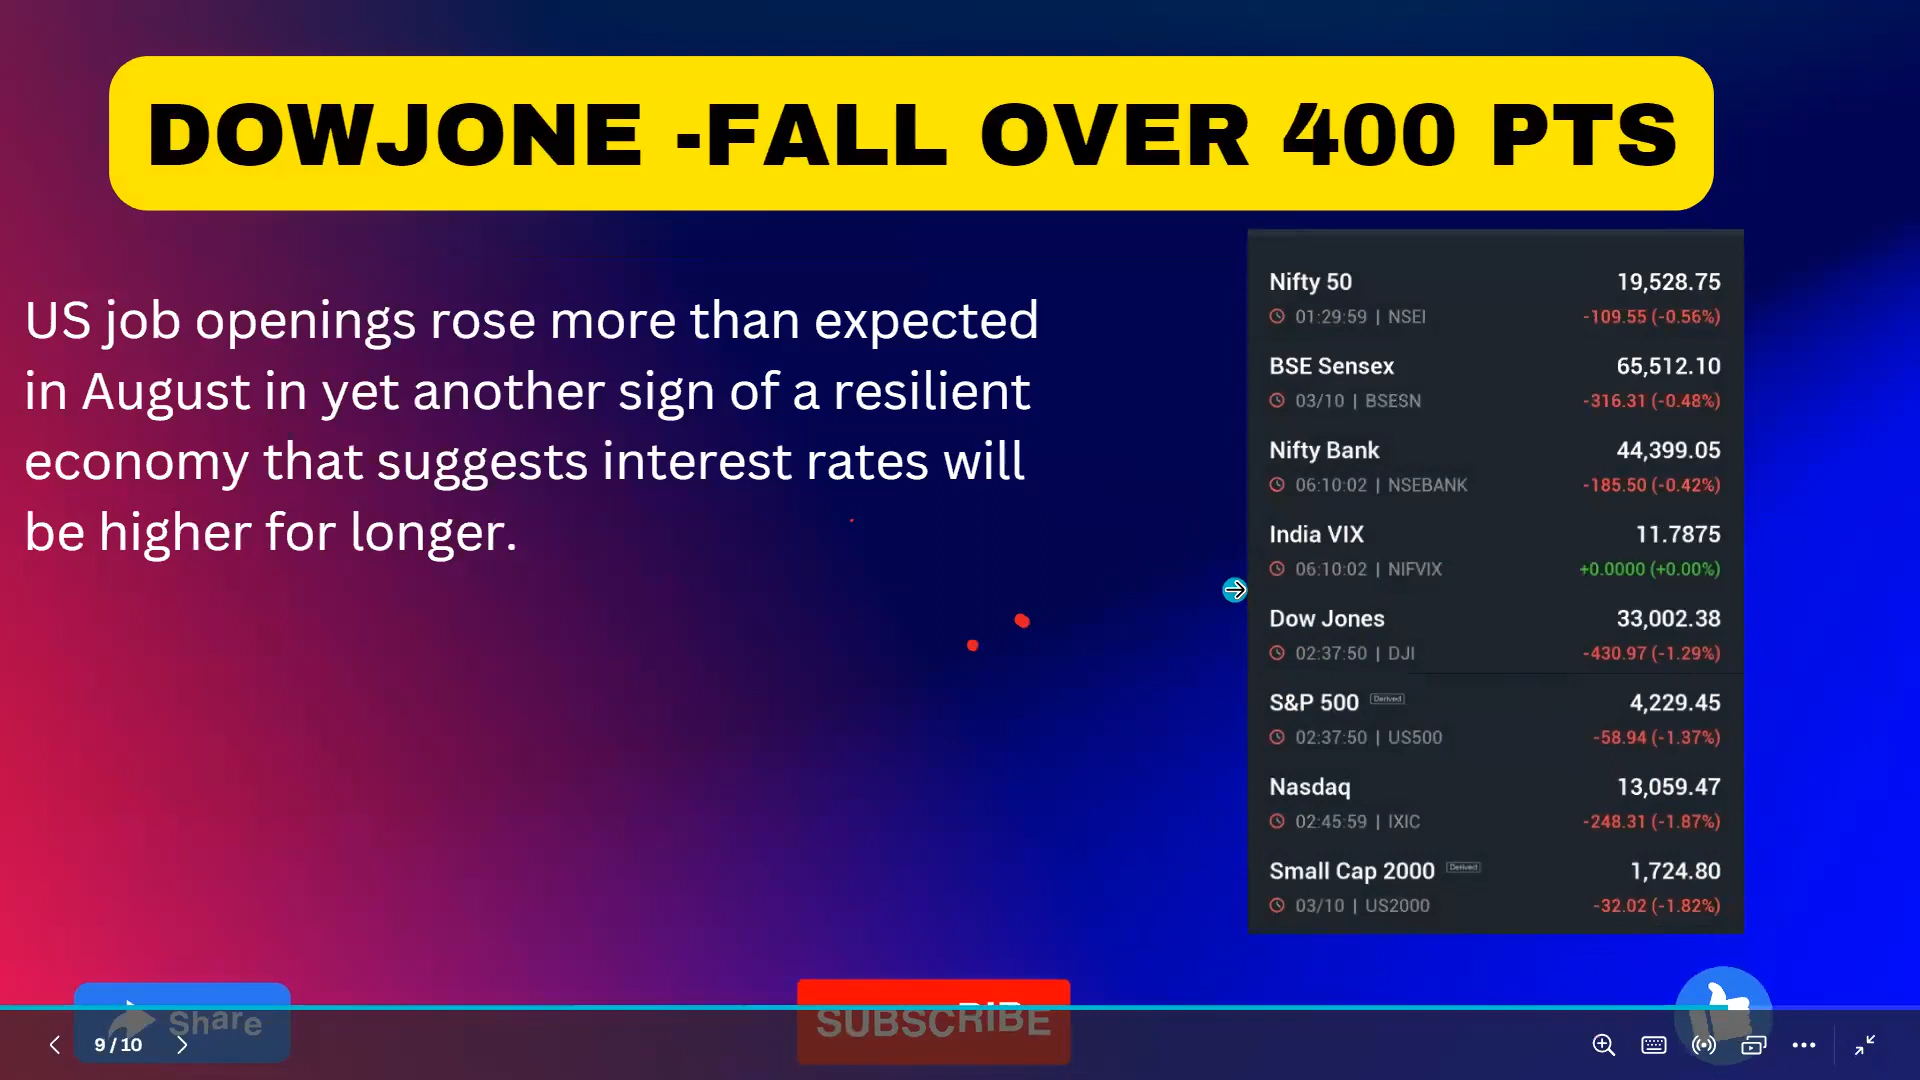 DOWJONE -FALL OVER 400 PTS
US job openings rose more than expected
in August in yet another sign of a resilient
economy that suggests interest rates will
be higher for longer.
Nifty 50 19,528.75
01:29:59 | NSEI -109.55 (-0.56%)
BSE Sensex 65,512.10
03/10 | BSESN -316.31 (-0.48%)
Nifty Bank 44,399.05
06:10:02 | NSEBANK -185.50 (-0.42%)
India VIX 11.7875
06:10:02 | NIFVIX +0.0000 (+0.00%)
Dow Jones 33,002.38
02:37:50 | DJI -430.97 (-1.29%)
S&P 500 Derived 4,229.45
02:37:50 | US500 -58.94 (-1.37%)
Nasdaq 13,059.47
02:45:59 | IXIC -248.31 (-1.87%)
Small Cap 2000 Derived 1,724.80
03/10 | US2000 -32.02 (-1.82%)
Share
SUBSCRIBE
9 / 10